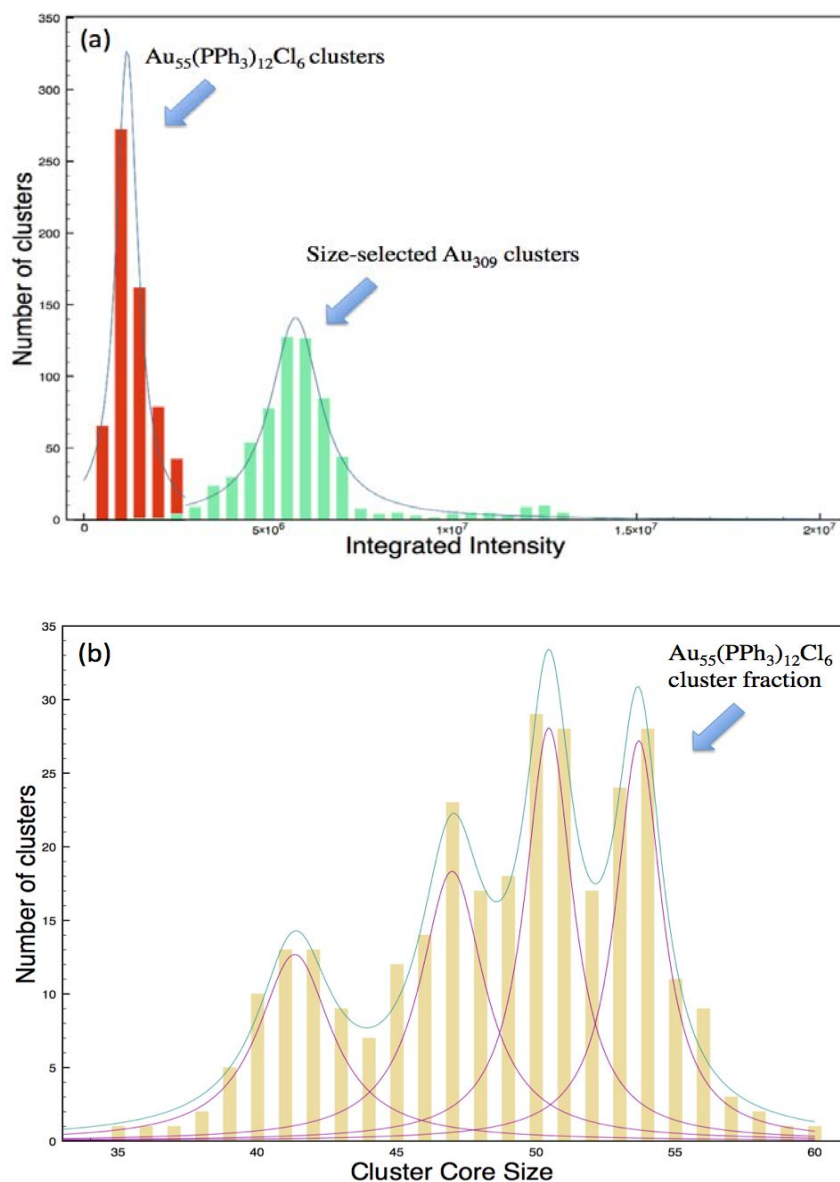 (a)
Au₅₅(PPh₃)₁₂Cl₆ clusters
Size-selected Au₃₀₉ clusters
Number of clusters
350
300
250
200
150
100
50
0
0 5×10⁶ 1×10⁷ 1.5×10⁷ 2×10⁷
Integrated Intensity
(b)
Au₅₅(PPh₃)₁₂Cl₆
cluster fraction
Number of clusters
35
30
25
20
15
10
5
0
35 40 45 50 55 60
Cluster Core Size